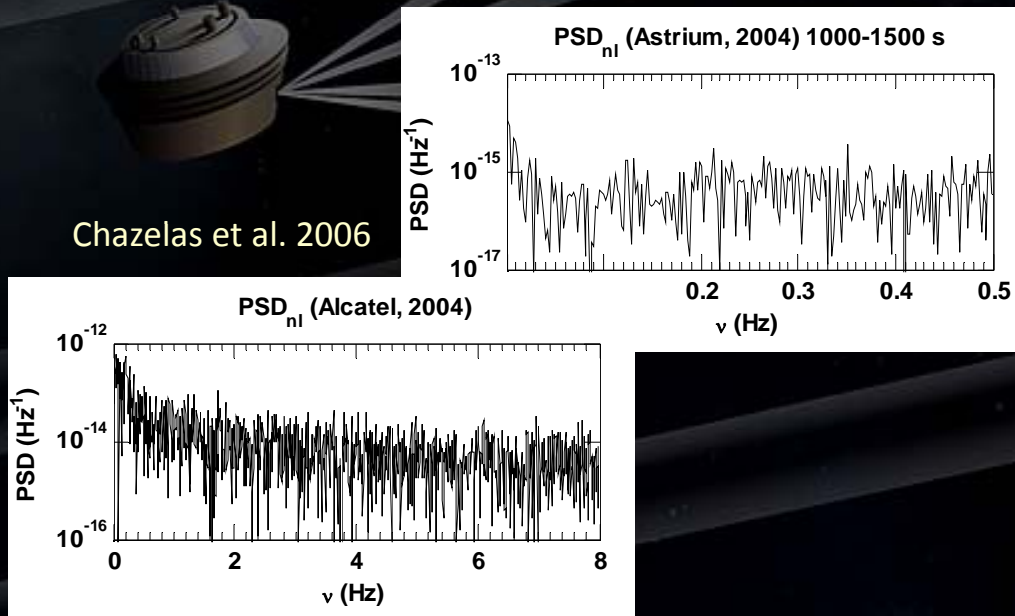 PSD_nl (Astrium, 2004) 1000-1500 s
10^-13
10^-15
10^-17
PSD (Hz^-1)
0.2 0.3 0.4 0.5
ν (Hz)
Chazelas et al. 2006
PSD_nl (Alcatel, 2004)
10^-12
10^-14
10^-16
PSD (Hz^-1)
0 2 4 6 8
ν (Hz)